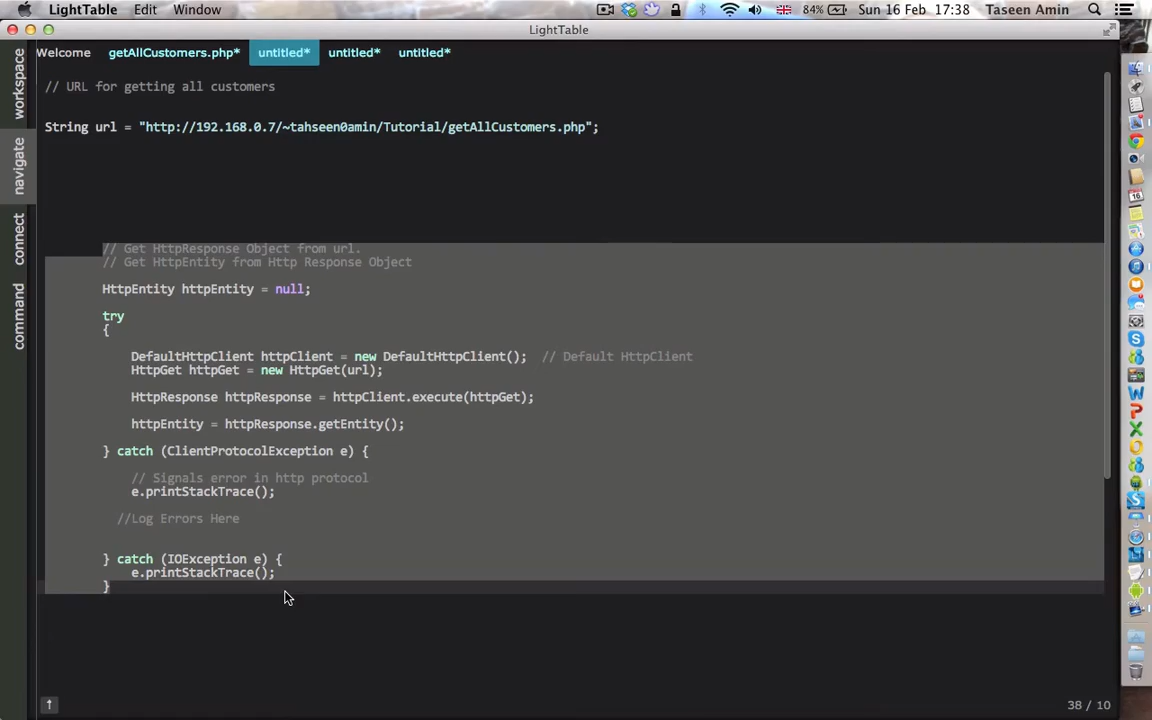 LightTable Edit Window 84% Sun 16 Feb 17:38 Taseen Amin
LightTable
Welcome getAllCustomers.php* untitled* untitled* untitled*
workspace
navigate
connect
command
// URL for getting all customers
String url = "http://192.168.0.7/~tahseen0amin/Tutorial/getAllCustomers.php";
// Get HttpResponse Object from url.
// Get HttpEntity from Http Response Object
HttpEntity httpEntity = null;
try
{
DefaultHttpClient httpClient = new DefaultHttpClient(); // Default HttpClient
HttpGet httpGet = new HttpGet(url);
HttpResponse httpResponse = httpClient.execute(httpGet);
httpEntity = httpResponse.getEntity();
} catch (ClientProtocolException e) {
// Signals error in http protocol
e.printStackTrace();
//Log Errors Here
} catch (IOException e) {
e.printStackTrace();
}
38 / 10